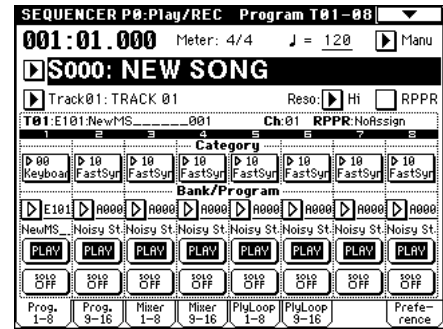 SEQUENCER P0:Play/REC Program T01-08
001:01.000 Meter: 4/4 ♩ = 120 Manu
S000: NEW SONG
Track01: TRACK 01 Reso: Hi RPPR
T01:E101:NewMS______001 Ch:01 RPPR:NoAssign
1 2 3 4 5 6 7 8
Category
00 10 10 10 10 10 10 10
Keyboar FastSyn FastSyn FastSyn FastSyn FastSyn FastSyn FastSyn
Bank/Program
E101 A000 A000 A000 A000 A000 A000 A000
NewMS_ Noisy St Noisy St Noisy St Noisy St Noisy St Noisy St Noisy St
PLAY PLAY PLAY PLAY PLAY PLAY PLAY PLAY
SOLO SOLO SOLO SOLO SOLO SOLO SOLO SOLO
OFF OFF OFF OFF OFF OFF OFF OFF
Prog. Prog. Mixer Mixer PlyLoop PlyLoop Prefe-
1-8 9-16 1-8 9-16 1-8 9-16 rence